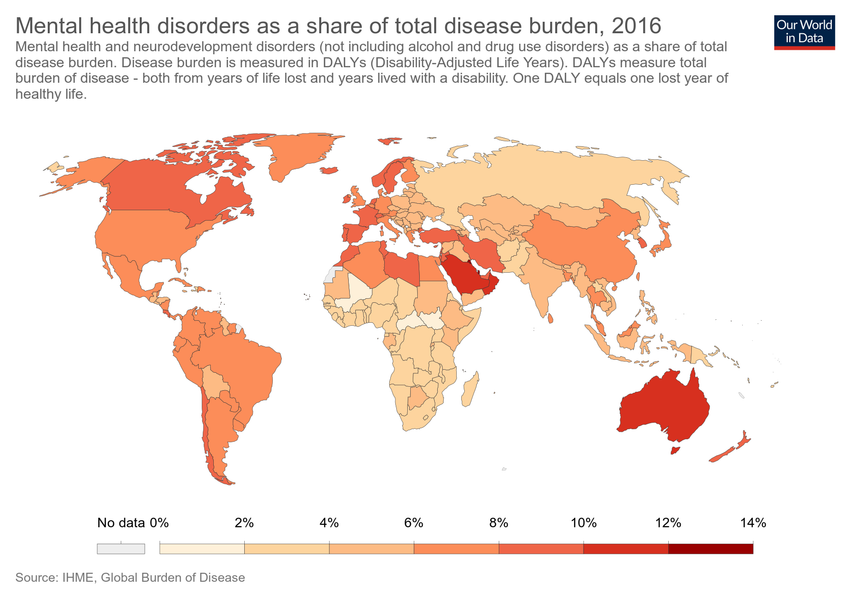 Mental health disorders as a share of total disease burden, 2016
Our World
in Data
Mental health and neurodevelopment disorders (not including alcohol and drug use disorders) as a share of total
disease burden. Disease burden is measured in DALYs (Disability-Adjusted Life Years). DALYs measure total
burden of disease - both from years of life lost and years lived with a disability. One DALY equals one lost year of
healthy life.
No data 0% 2% 4% 6% 8% 10% 12% 14%
Source: IHME, Global Burden of Disease